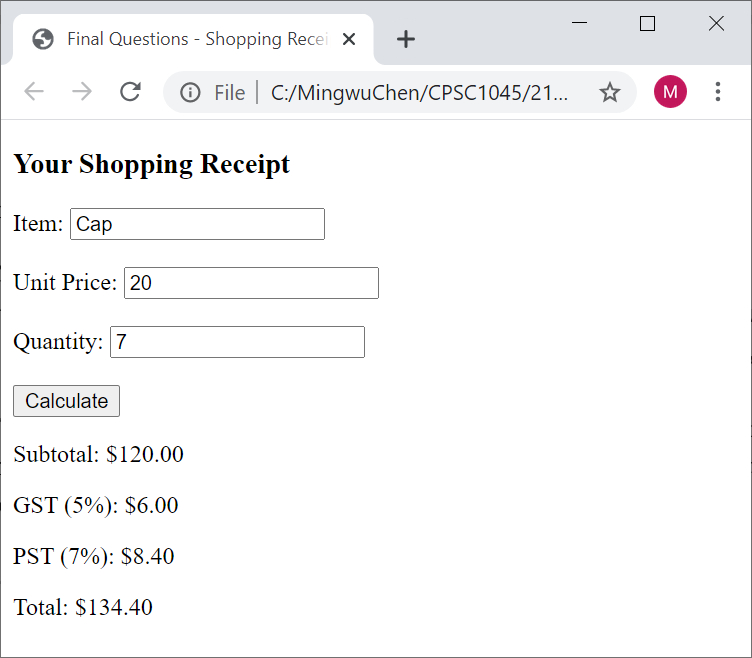 Final Questions - Shopping Recei
File | C:/MingwuChen/CPSC1045/21... M
Your Shopping Receipt
Item: Cap
Unit Price: 20
Quantity: 7
Calculate
Subtotal: $120.00
GST (5%): $6.00
PST (7%): $8.40
Total: $134.40